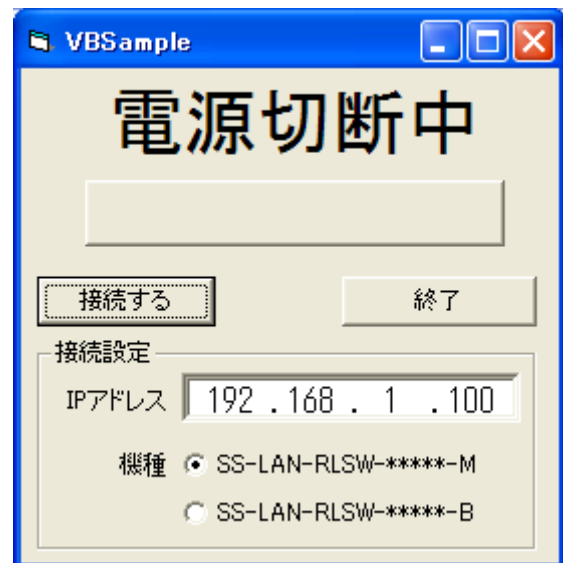 VBSample
電源切断中
接続する 終了
接続設定
IPアドレス 192 . 168 . 1 . 100
機種 SS-LAN-RLSW-*****-M
SS-LAN-RLSW-*****-B